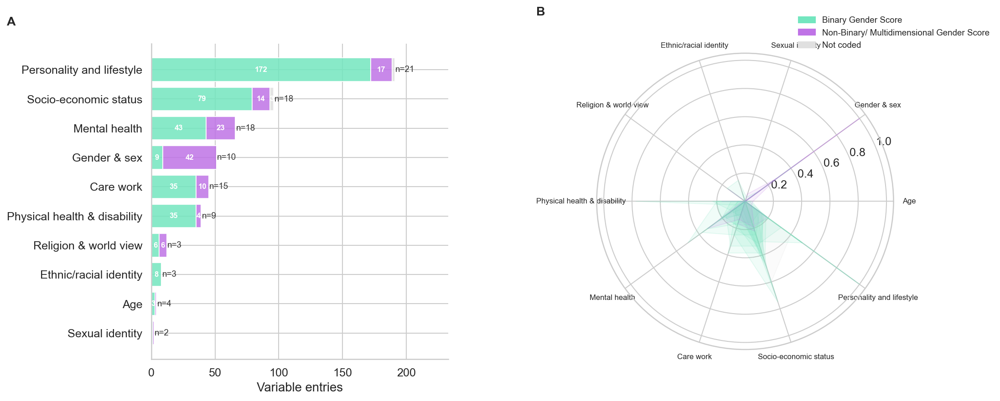 A
Personality and lifestyle
172
17
n=21
Socio-economic status
79
14
3
n=18
Mental health
43
23
n=18
Gender & sex
9
42
n=10
Care work
35
10
n=15
Physical health & disability
35
4
n=9
Religion & world view
6
6
n=3
Ethnic/racial identity
8
n=3
Age
3
n=4
Sexual identity
n=2
0
50
100
150
200
Variable entries
B
Binary Gender Score
Non-Binary/ Multidimensional Gender Score
Not coded
Ethnic/racial identity
Sexual identity
Religion & world view
Gender & sex
1.0
0.8
0.6
0.4
0.2
Physical health & disability
Age
Mental health
Personality and lifestyle
Care work
Socio-economic status